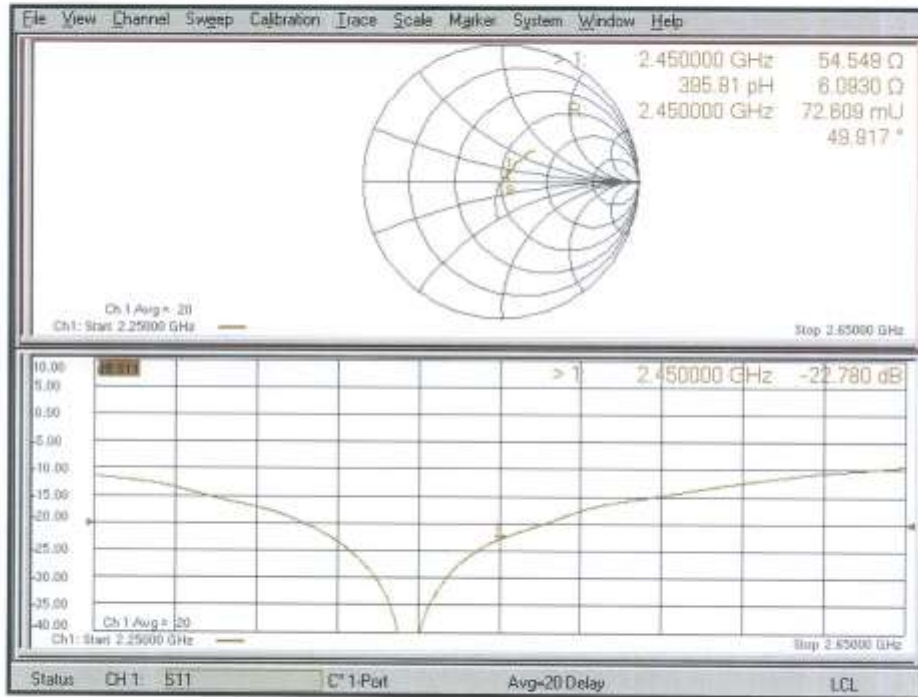 File View Channel Sweep Calibration Trace Scale Marker System Window Help
> 1: 2.450000 GHz 54.549 Ω
395.81 pH 6.0930 Ω
2.450000 GHz 72.609 mU
49.917 °
Ch 1 Avg = 20
Ch1: Start 2.25000 GHz
Stop 2.65000 GHz
10.00
> 1 2.450000 GHz -22.780 dB
5.00
0.00
-5.00
-10.00
-15.00
-20.00
-25.00
-30.00
-35.00
-40.00
Ch 1 Avg = 20
Ch1: Start 2.25000 GHz
Stop 2.65000 GHz
Status CH 1: S11 C* 1-Port Avg=20 Delay LCL